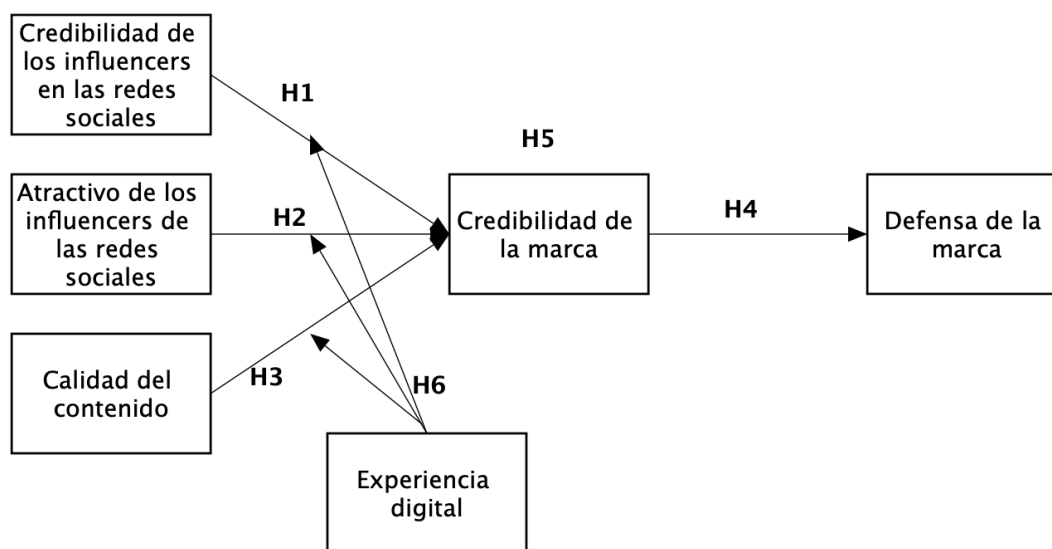 Credibilidad de
los influencers
en las redes
sociales
H1
H5
Atractivo de los
influencers de
las redes
sociales
H2
Credibilidad de
la marca
H4
Defensa de la
marca
Calidad del
contenido
H3
H6
Experiencia
digital